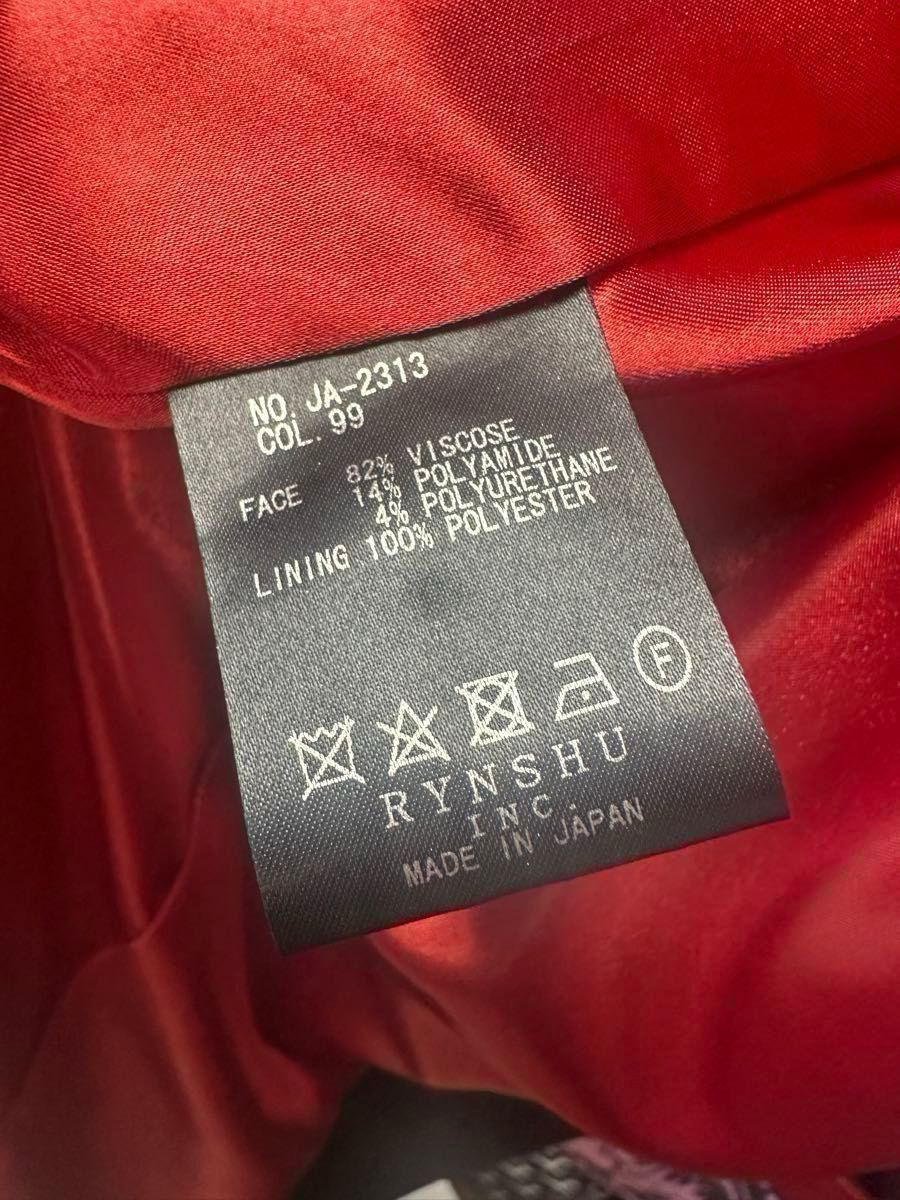 NO. JA-2313
COL. 99
FACE 82% VISCOSE
14% POLYAMIDE
4% POLYURETHANE
LINING 100% POLYESTER
F
RYNSHU
INC.
MADE IN JAPAN